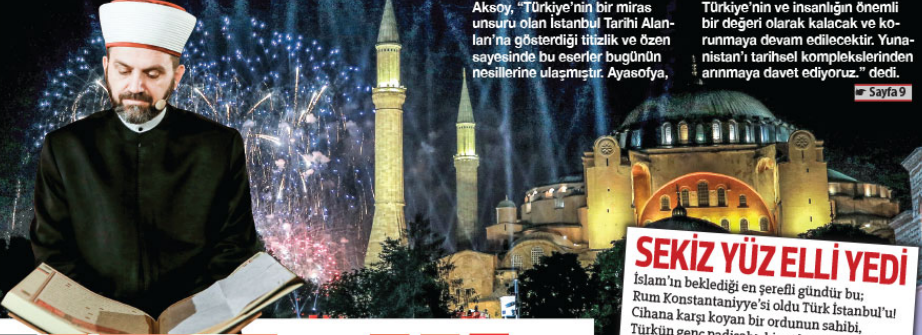 Aksoy, “Türkiye’nin bir miras
unsuru olan İstanbul Tarihi Alan-
ları’na gösterdiği titizlik ve özen
sayesinde bu eserler bugünün
nesillerine ulaşmıştır. Ayasofya,
Türkiye’nin ve insanlığın önemli
bir değeri olarak kalacak ve ko-
runmaya devam edilecektir. Yuna-
nistan’ı tarihsel komplekslerinden
arınmaya davet ediyoruz.” dedi.
☛ Sayfa 9
SEKİZ YÜZ ELLİ YEDİ
İslam’ın beklediği en şerefli gündür bu;
Rum Konstantaniyye’si oldu Türk İstanbul’u!
Cihana karşı koyan bir ordunun sahibi,
Türkün genç